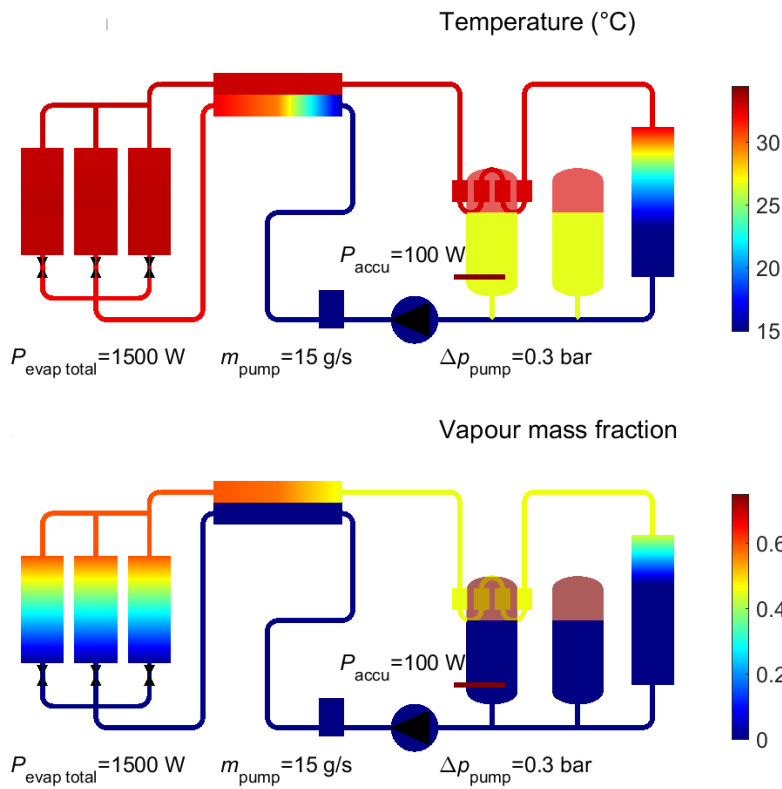 Temperature (°C)
30
25
20
15
P_accu=100 W
P_evap total=1500 W
m_pump=15 g/s
Δp_pump=0.3 bar
Vapour mass fraction
0.6
0.4
0.2
0
P_accu=100 W
P_evap total=1500 W
m_pump=15 g/s
Δp_pump=0.3 bar